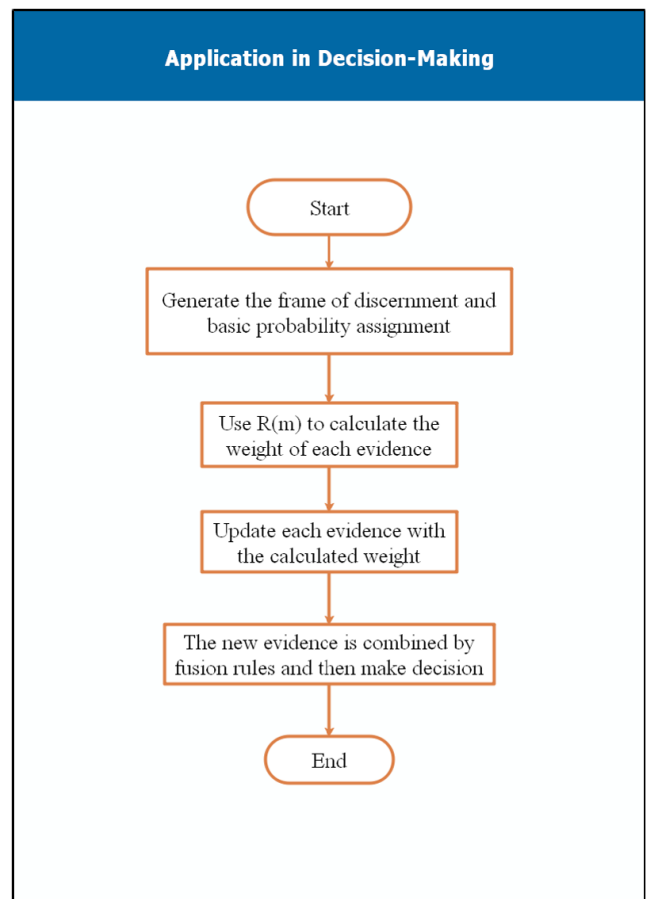 Application in Decision-Making
Start
Generate the frame of discernment and
basic probability assignment
Use R(m) to calculate the
weight of each evidence
Update each evidence with
the calculated weight
The new evidence is combined by
fusion rules and then make decision
End